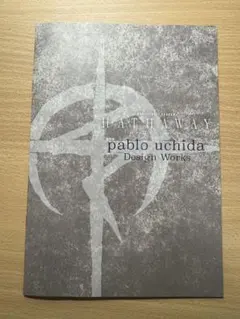 HATHAWAY
pablo uchida
Design Works